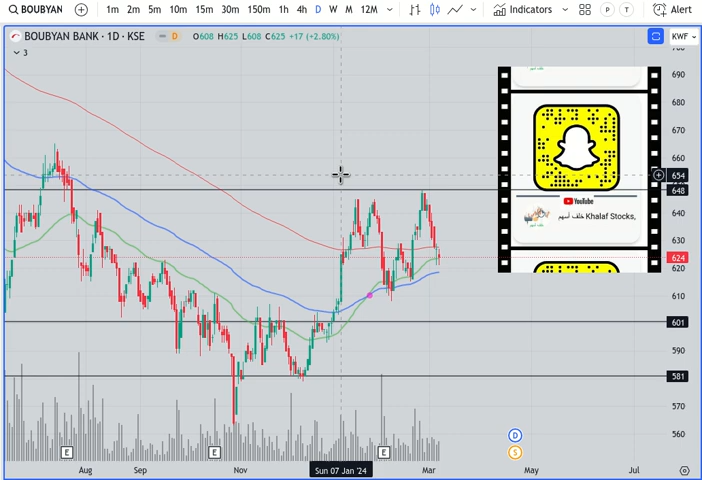 BOUBYAN 1m 2m 5m 10m 15m 30m 150m 1h 4h D W M 12M Indicators P T Alert
BOUBYAN BANK · 1D · KSE D O608 H625 L608 C625 +17 (+2.80%) KWF
3
690
680
670
660
654
648
640
630
624
620
610
601
590
581
570
560
YouTube
خلف أسهم Khalaf Stocks,
D
S
E E E
Aug Sep Nov Sun 07 Jan '24 Mar May Jul